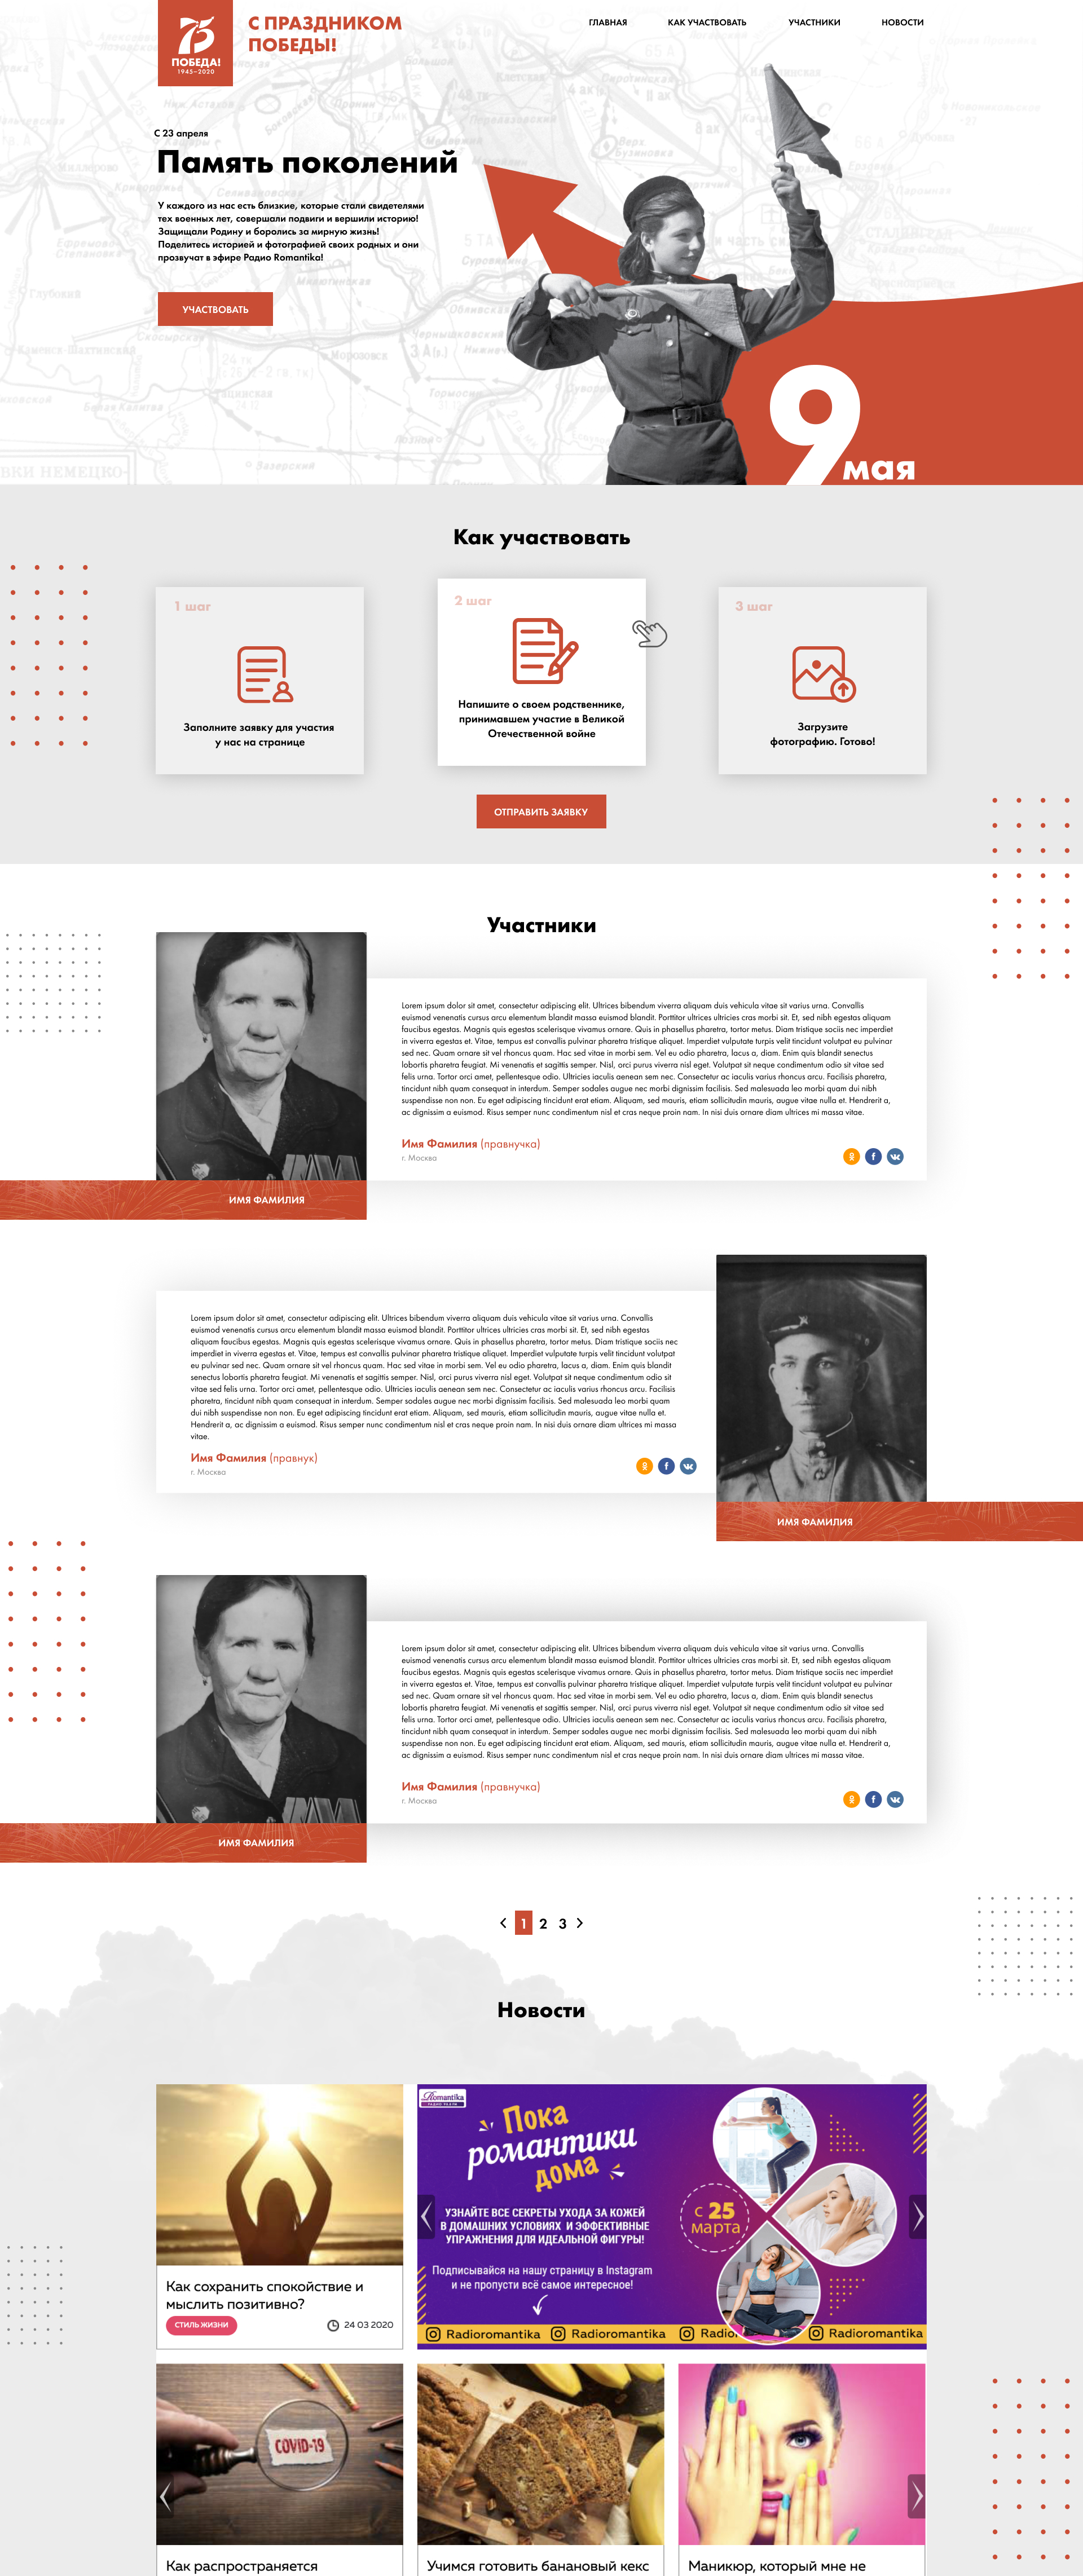 75
ПОБЕДА!
1945–2020
С ПРАЗДНИКОМ
ПОБЕДЫ!
ГЛАВНАЯ
КАК УЧАСТВОВАТЬ
УЧАСТНИКИ
НОВОСТИ
С 23 апреля
Память поколений
У каждого из нас есть близкие, которые стали свидетелями
тех военных лет, совершали подвиги и вершили историю!
Защищали Родину и боролись за мирную жизнь!
Поделитесь историей и фотографией своих родных и они
прозвучат в эфире Радио Romantika!
УЧАСТВОВАТЬ
9 мая
Как участвовать
1 шаг
Заполните заявку для участия
у нас на странице
2 шаг
Напишите о своем родственнике,
принимавшем участие в Великой
Отечественной войне
3 шаг
Загрузите
фотографию. Готово!
ОТПРАВИТЬ ЗАЯВКУ
Участники
Lorem ipsum dolor sit amet, consectetur adipiscing elit. Ultrices bibendum viverra aliquam duis vehicula vitae sit varius urna. Convallis
euismod venenatis cursus arcu elementum blandit massa euismod blandit. Porttitor ultrices ultricies cras morbi sit. Et, sed nibh egestas aliquam
faucibus egestas. Magnis quis egestas scelerisque vivamus ornare. Quis in phasellus pharetra, tortor metus. Diam tristique sociis nec imperdiet
in viverra egestas et. Vitae, tempus est convallis pulvinar pharetra tristique aliquet. Imperdiet vulputate turpis velit tincidunt volutpat eu pulvinar
sed nec. Quam ornare sit vel rhoncus quam. Hac sed vitae in morbi sem. Vel eu odio pharetra, lacus a, diam. Enim quis blandit senectus
lobortis pharetra feugiat. Mi venenatis et sagittis semper. Nisl, orci purus viverra nisl eget. Volutpat sit neque condimentum odio sit vitae sed
felis urna. Tortor orci amet, pellentesque odio. Ultricies iaculis aenean sem nec. Consectetur ac iaculis varius rhoncus arcu. Facilisis pharetra,
tincidunt nibh quam consequat in interdum. Semper sodales augue nec morbi dignissim facilisis. Sed malesuada leo morbi quam dui nibh
suspendisse non non. Eu eget adipiscing tincidunt erat etiam. Aliquam, sed mauris, etiam sollicitudin mauris, augue vitae nulla et. Hendrerit a,
ac dignissim a euismod. Risus semper nunc condimentum nisl et cras neque proin nam. In nisi duis ornare diam ultrices mi massa vitae.
Имя Фамилия (правнучка)
г. Москва
ИМЯ ФАМИЛИЯ
Lorem ipsum dolor sit amet, consectetur adipiscing elit. Ultrices bibendum viverra aliquam duis vehicula vitae sit varius urna. Convallis
euismod venenatis cursus arcu elementum blandit massa euismod blandit. Porttitor ultrices ultricies cras morbi sit. Et, sed nibh egestas
aliquam faucibus egestas. Magnis quis egestas scelerisque vivamus ornare. Quis in phasellus pharetra, tortor metus. Diam tristique sociis nec
imperdiet in viverra egestas et. Vitae, tempus est convallis pulvinar pharetra tristique aliquet. Imperdiet vulputate turpis velit tincidunt volutpat
eu pulvinar sed nec. Quam ornare sit vel rhoncus quam. Hac sed vitae in morbi sem. Vel eu odio pharetra, lacus a, diam. Enim quis blandit
senectus lobortis pharetra feugiat. Mi venenatis et sagittis semper. Nisl, orci purus viverra nisl eget. Volutpat sit neque condimentum odio sit
vitae sed felis urna. Tortor orci amet, pellentesque odio. Ultricies iaculis aenean sem nec. Consectetur ac iaculis varius rhoncus arcu. Facilisis
pharetra, tincidunt nibh quam consequat in interdum. Semper sodales augue nec morbi dignissim facilisis. Sed malesuada leo morbi quam
dui nibh suspendisse non non. Eu eget adipiscing tincidunt erat etiam. Aliquam, sed mauris, etiam sollicitudin mauris, augue vitae nulla et.
Hendrerit a, ac dignissim a euismod. Risus semper nunc condimentum nisl et cras neque proin nam. In nisi duis ornare diam ultrices mi massa
vitae.
Имя Фамилия (правнук)
г. Москва
ИМЯ ФАМИЛИЯ
Lorem ipsum dolor sit amet, consectetur adipiscing elit. Ultrices bibendum viverra aliquam duis vehicula vitae sit varius urna. Convallis
euismod venenatis cursus arcu elementum blandit massa euismod blandit. Porttitor ultrices ultricies cras morbi sit. Et, sed nibh egestas aliquam
faucibus egestas. Magnis quis egestas scelerisque vivamus ornare. Quis in phasellus pharetra, tortor metus. Diam tristique sociis nec imperdiet
in viverra egestas et. Vitae, tempus est convallis pulvinar pharetra tristique aliquet. Imperdiet vulputate turpis velit tincidunt volutpat eu pulvinar
sed nec. Quam ornare sit vel rhoncus quam. Hac sed vitae in morbi sem. Vel eu odio pharetra, lacus a, diam. Enim quis blandit senectus
lobortis pharetra feugiat. Mi venenatis et sagittis semper. Nisl, orci purus viverra nisl eget. Volutpat sit neque condimentum odio sit vitae sed
felis urna. Tortor orci amet, pellentesque odio. Ultricies iaculis aenean sem nec. Consectetur ac iaculis varius rhoncus arcu. Facilisis pharetra,
tincidunt nibh quam consequat in interdum. Semper sodales augue nec morbi dignissim facilisis. Sed malesuada leo morbi quam dui nibh
suspendisse non non. Eu eget adipiscing tincidunt erat etiam. Aliquam, sed mauris, etiam sollicitudin mauris, augue vitae nulla et. Hendrerit a,
ac dignissim a euismod. Risus semper nunc condimentum nisl et cras neque proin nam. In nisi duis ornare diam ultrices mi massa vitae.
Имя Фамилия (правнучка)
г. Москва
ИМЯ ФАМИЛИЯ
1 2 3
Новости
Как сохранить спокойствие и
мыслить позитивно?
СТИЛЬ ЖИЗНИ
24 03 2020
Romantika
Пока
романтики
дома
УЗНАЙТЕ ВСЕ СЕКРЕТЫ УХОДА ЗА КОЖЕЙ
В ДОМАШНИХ УСЛОВИЯХ И ЭФФЕКТИВНЫЕ
УПРАЖНЕНИЯ ДЛЯ ИДЕАЛЬНОЙ ФИГУРЫ!
с 25
марта
Подписывайся на нашу страницу в Instagram
и не пропусти всё самое интересное!
Radioromantika Radioromantika Radio Radioromantika
COVID-19
Как распространяется
Учимся готовить банановый кекс
Маникюр, который мне не